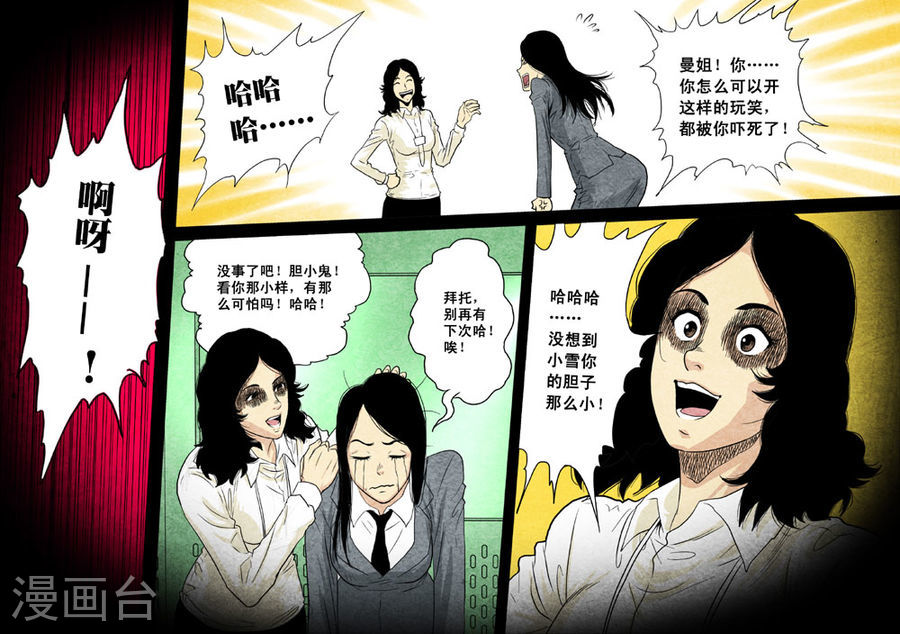 啊呀——！
哈哈
哈……
曼姐！你……
你怎么可以开
这样的玩笑，
都被你吓死了！
没事了吧！胆小鬼！
看你那小样，有那
么可怕吗！哈哈！
拜托，
别再有
下次哈！
唉！
哈哈哈
……
没想到
小雪你
的胆子
那么小！
漫画台